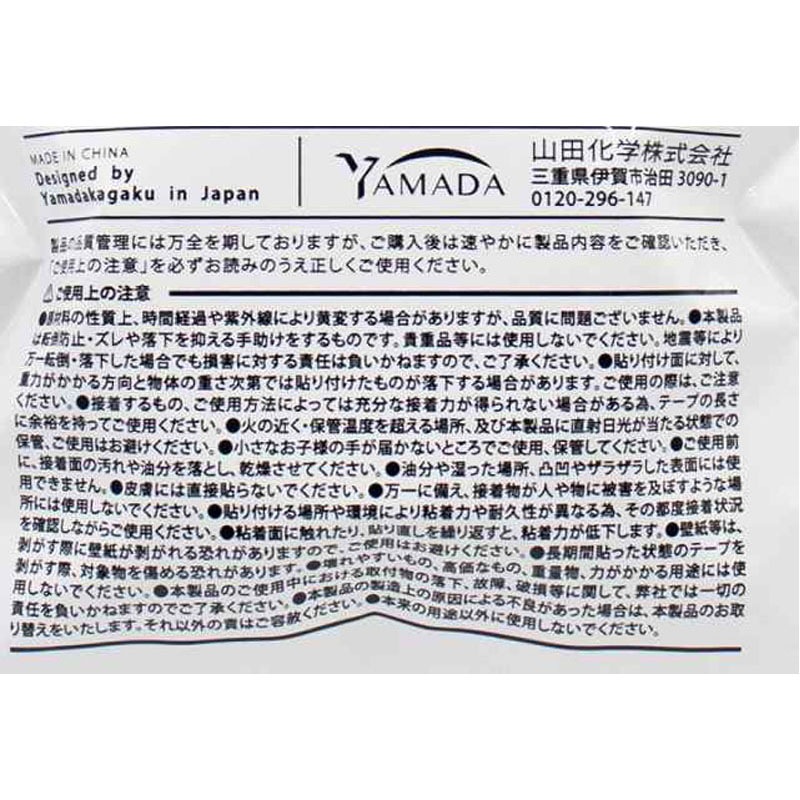 MADE IN CHINA
Designed by
Yamadakagaku in Japan
YAMADA
山田化学株式会社
三重県伊賀市治田3090-1
0120-296-147
製品の品質管理には万全を期しておりますが、ご購入後は速やかに製品内容をご確認いただき、
「ご使用上の注意」を必ずお読みのうえ正しくご使用ください。
⚠ご使用上の注意
●原材料の性質上、時間経過や紫外線により黄変する場合がありますが、品質に問題ございません。●本製品
は転倒防止・ズレや落下を抑える手助けをするものです。貴重品等には使用しないでください。地震等により
万一転倒・落下した場合でも損害に対する責任は負いかねますので、ご了承ください。●貼り付け面に対して、
重力がかかる方向と物体の重さ次第では貼り付けたものが落下する場合があります。ご使用の際は、ご注意
ください。●接着するもの、ご使用方法によっては充分な接着力が得られない場合がある為、テープの長さ
に余裕を持ってご使用ください。●火の近く・保管温度を超える場所、及び本製品に直射日光が当たる状態での
保管、ご使用はお避けください。●小さなお子様の手が届かないところでご使用、保管してください。●ご使用前
に、接着面の汚れや油分を落とし、乾燥させてください。●油分や湿った場所、凸凹やザラザラした表面には使
用できません。●皮膚には直接貼らないでください。●万一に備え、接着物が人や物に被害を及ぼすような場
所には使用しないでください。●貼り付ける場所や環境により粘着力や耐久性が異なる為、その都度接着状況
を確認しながらご使用ください。●粘着面に触れたり、貼り直しを繰り返すと、粘着力が低下します。●壁紙等は、
剥がす際に壁紙が剥がれる恐れがありますので、ご使用はお避けください。●長期間貼った状態のテープを
剥がす際、対象物を傷める恐れがあります。●壊れやすいもの、高価なもの、重量物、力がかかる用途には使
用しないでください。●本製品のご使用中における取付物の落下、故障、破損等に関して、弊社では一切の
責任を負いかねますのでご了承ください。●本製品の製造上の原因による不良があった場合は、本製品のお取
り替えをいたします。それ以外の責はご容赦ください。●本来の用途以外に使用しないでください。